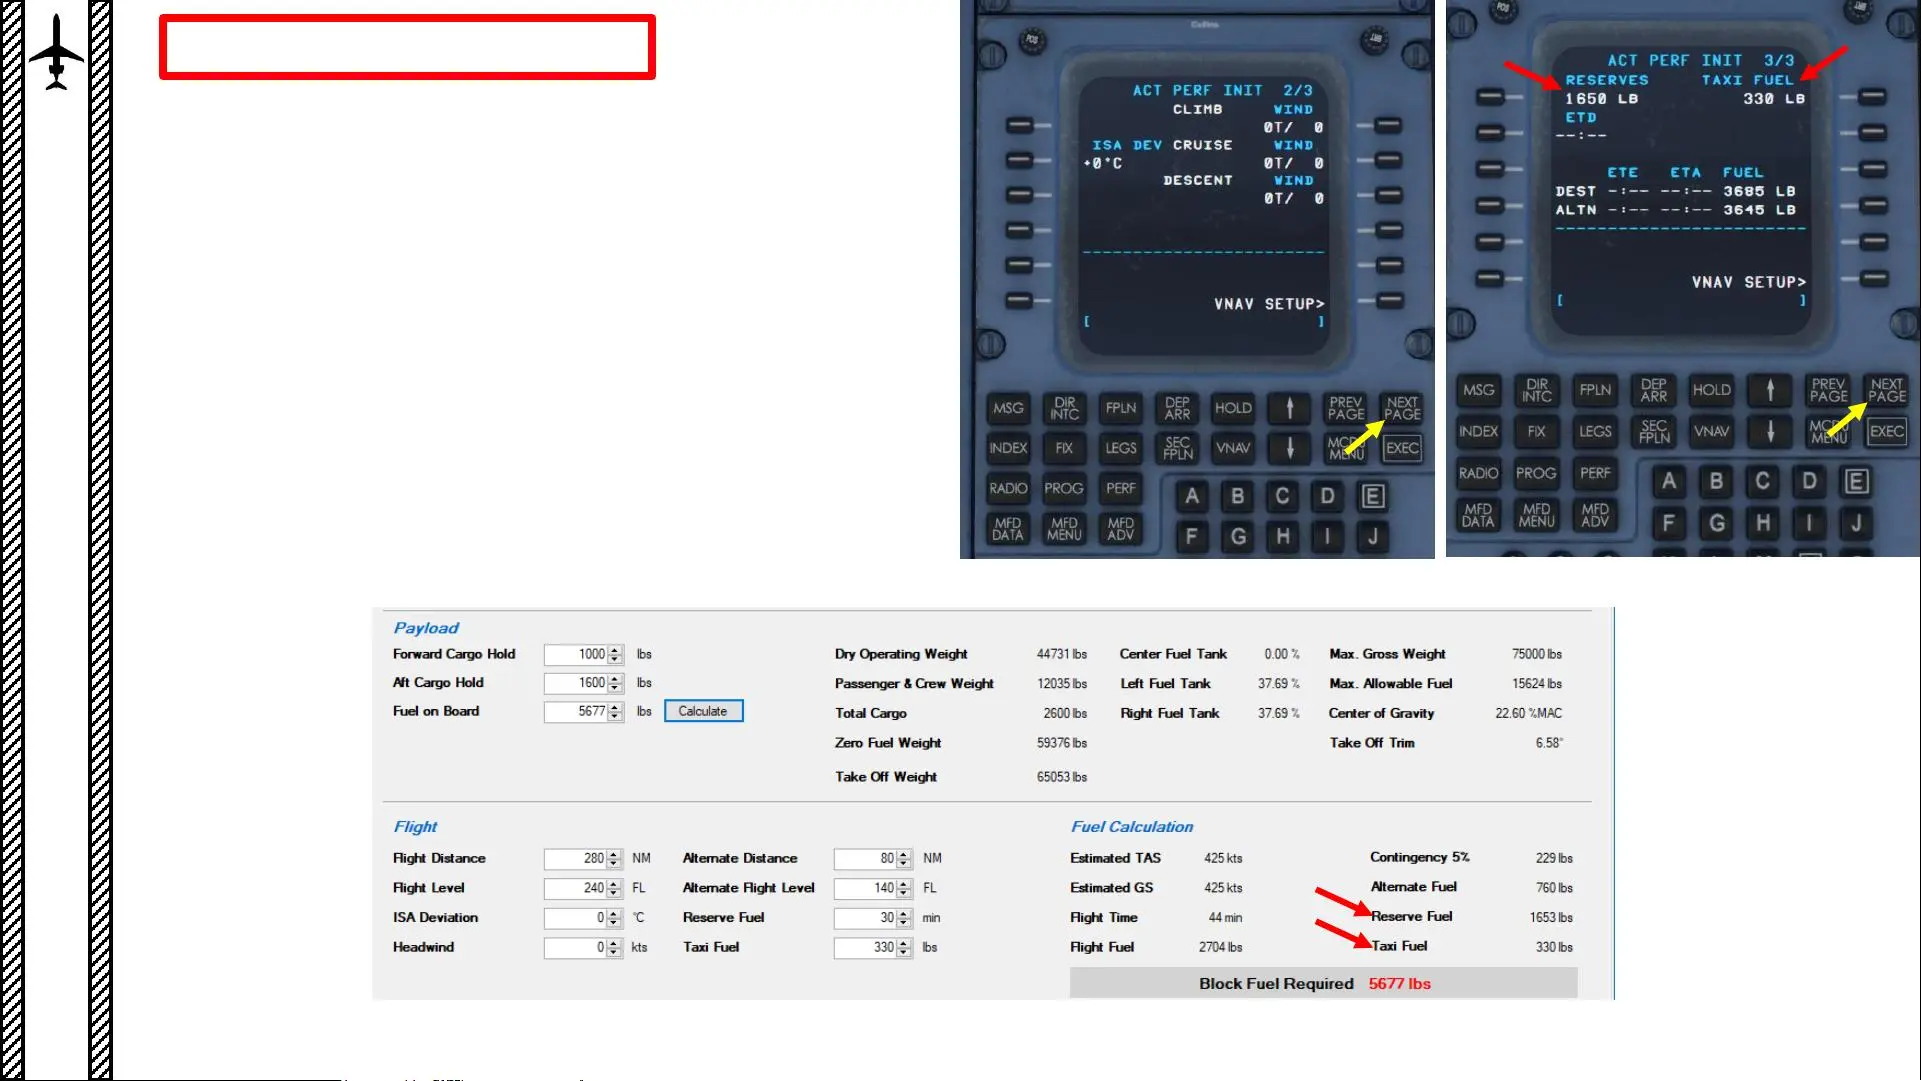 Collins
POS
BRT
ACT PERF INIT 2/3
CLIMB WIND
0T/ 0
ISA DEV CRUISE WIND
+0°C 0T/ 0
DESCENT WIND
0T/ 0
VNAV SETUP>
[ ]
MSG DIR INTC FPLN DEP ARR HOLD ↑ PREV PAGE NEXT PAGE
INDEX FIX LEGS SEC FPLN VNAV ↓ MCDU MENU EXEC
RADIO PROG PERF A B C D E
MFD DATA MFD MENU MFD ADV F G H I J
POS
BRT
ACT PERF INIT 3/3
RESERVES TAXI FUEL
1650 LB 330 LB
ETD
--:--
ETE ETA FUEL
DEST -:-- --:-- 3685 LB
ALTN -:-- --:-- 3645 LB
VNAV SETUP>
[ ]
MSG DIR INTC FPLN DEP ARR HOLD ↑ PREV PAGE NEXT PAGE
INDEX FIX LEGS SEC FPLN VNAV ↓ MCDU MENU EXEC
RADIO PROG PERF A B C D E
MFD DATA MFD MENU MFD ADV F G H I J
Payload
Forward Cargo Hold 1000 lbs Dry Operating Weight 44731 lbs Center Fuel Tank 0.00 % Max. Gross Weight 75000 lbs
Aft Cargo Hold 1600 lbs Passenger & Crew Weight 12035 lbs Left Fuel Tank 37.69 % Max. Allowable Fuel 15624 lbs
Fuel on Board 5677 lbs Calculate Total Cargo 2600 lbs Right Fuel Tank 37.69 % Center of Gravity 22.60 %MAC
Zero Fuel Weight 59376 lbs Take Off Trim 6.58°
Take Off Weight 65053 lbs
Flight Fuel Calculation
Flight Distance 280 NM Alternate Distance 80 NM Estimated TAS 425 kts Contingency 5% 229 lbs
Flight Level 240 FL Alternate Flight Level 140 FL Estimated GS 425 kts Alternate Fuel 760 lbs
ISA Deviation 0 °C Reserve Fuel 30 min Flight Time 44 min Reserve Fuel 1653 lbs
Headwind 0 kts Taxi Fuel 330 lbs Flight Fuel 2704 lbs Taxi Fuel 330 lbs
Block Fuel Required 5677 lbs